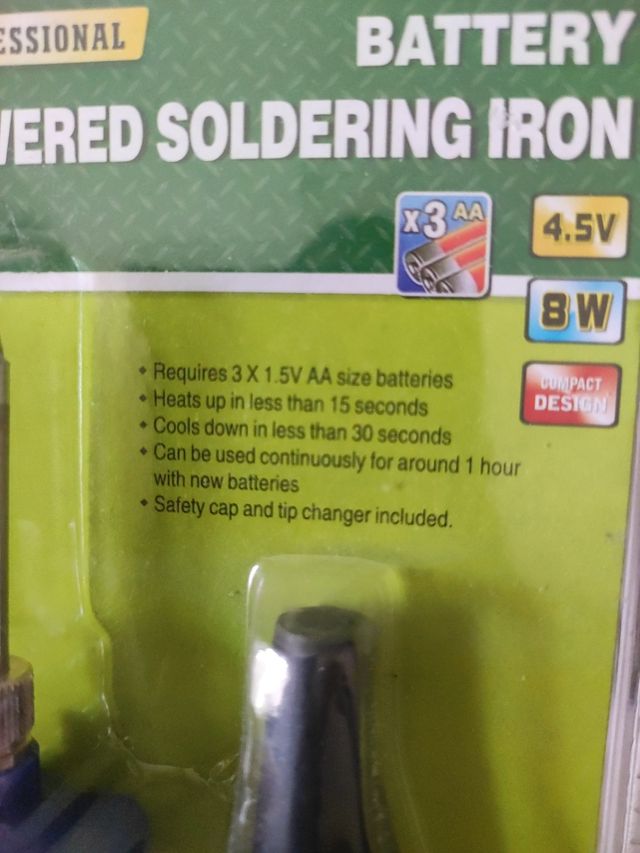 ESSIONAL
BATTERY
WERED SOLDERING IRON
X3 AA
4.5V
8W
COMPACT
DESIGN
• Requires 3 X 1.5V AA size batteries
• Heats up in less than 15 seconds
• Cools down in less than 30 seconds
• Can be used continuously for around 1 hour
with new batteries
• Safety cap and tip changer included.